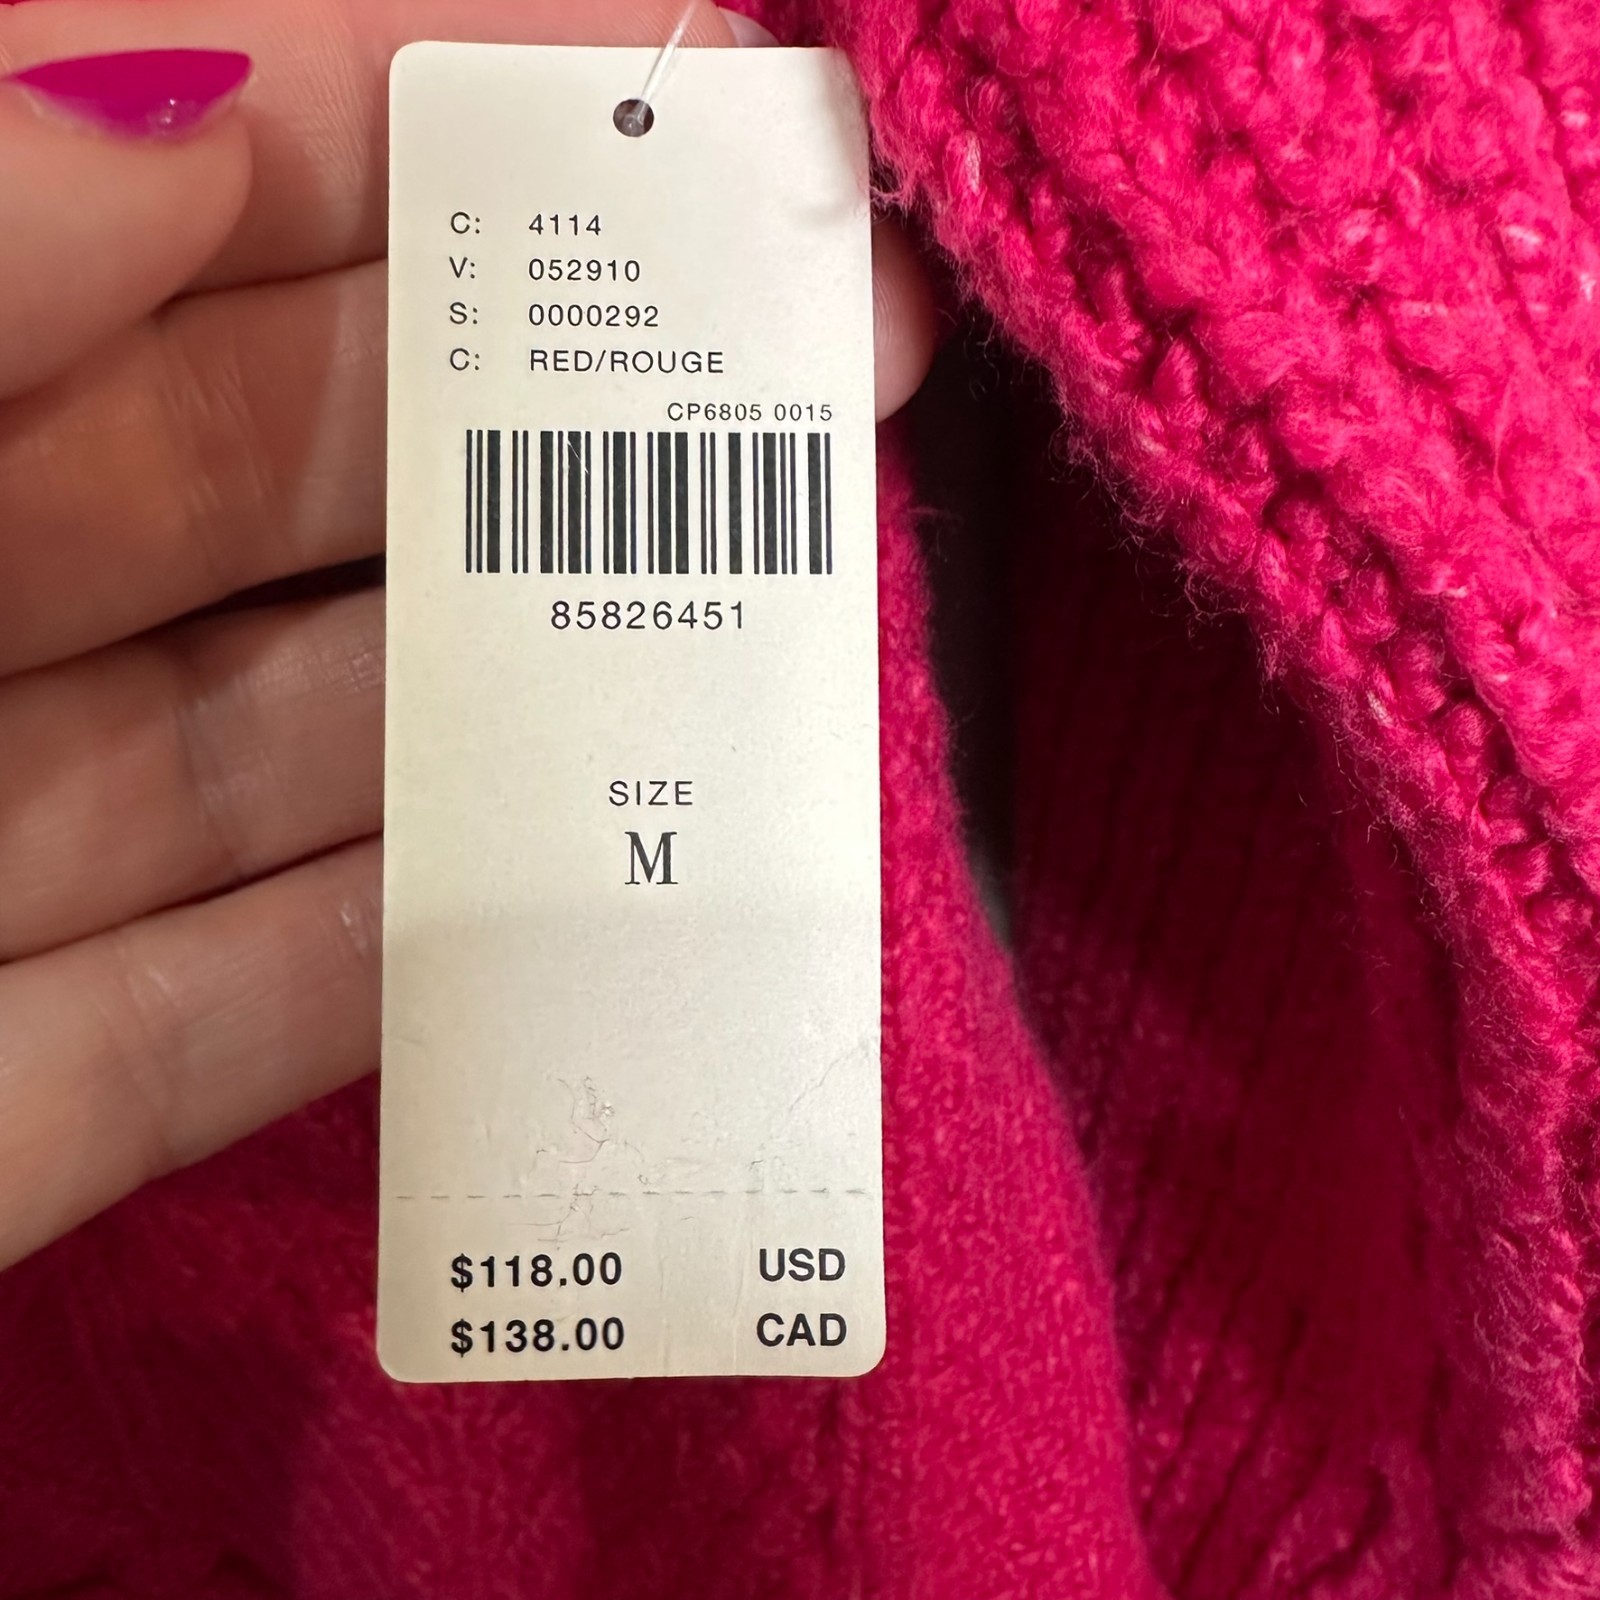 C: 4114
V: 052910
S: 0000292
C: RED/ROUGE
CP6805 0015
85826451
SIZE
M
$118.00 USD
$138.00 CAD